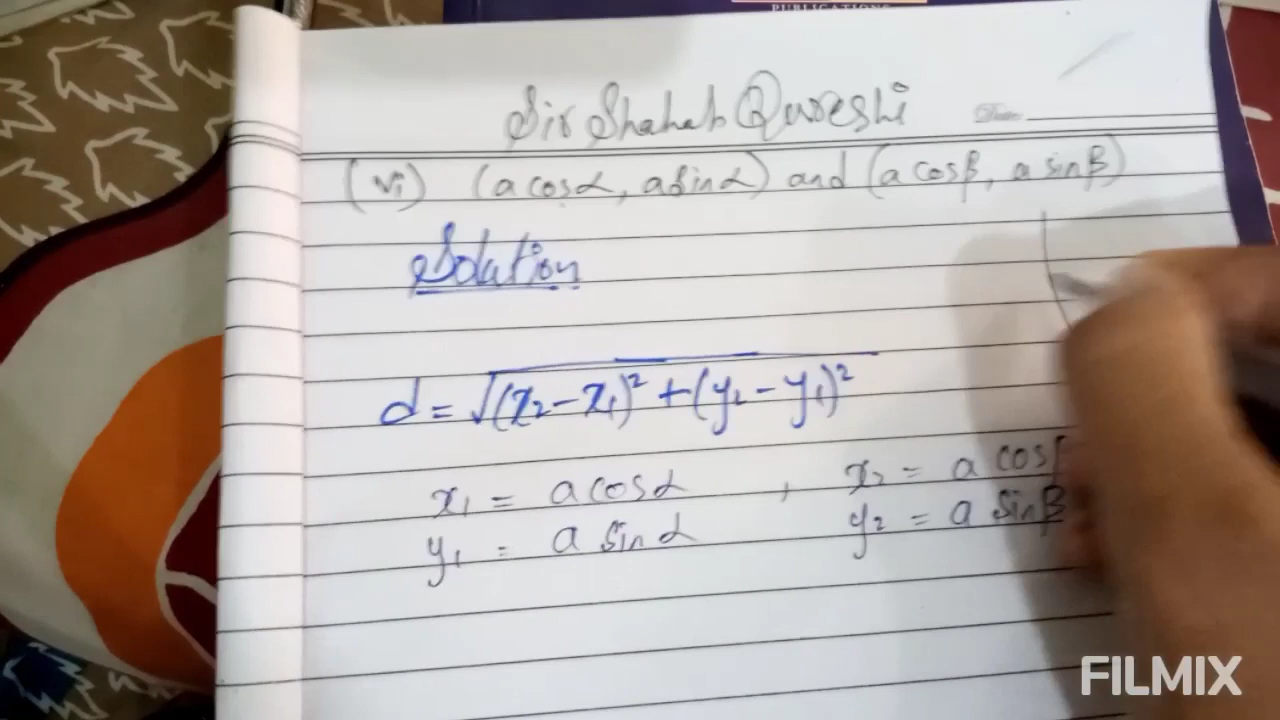 PUBLICATIONS
Sir Shahab Qureshi
(vi) (a cosα, a sinα) and (a cosβ, a sinβ)
Solution
d = √(x₂ - x₁)² + (y₂ - y₁)²
x₁ = a cosα , x₂ = a cosβ
y₁ = a sinα y₂ = a sinβ
FILMIX